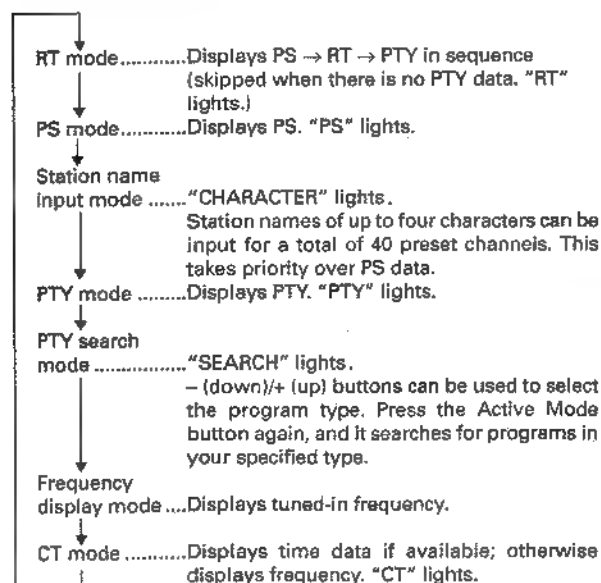 RT mode............Displays PS → RT → PTY in sequence
(skipped when there is no PTY data. "RT"
lights.)
PS mode............Displays PS. "PS" lights.
Station name
input mode .......“CHARACTER” lights.
Station names of up to four characters can be
input for a total of 40 preset channels. This
takes priority over PS data.
PTY mode .........Displays PTY. “PTY” lights.
PTY search
mode .................“SEARCH” lights.
– (down)/+ (up) buttons can be used to select
the program type. Press the Active Mode
button again, and it searches for programs in
your specified type.
Frequency
display mode ....Displays tuned-in frequency.
CT mode ...........Displays time data if available; otherwise
displays frequency. “CT” lights.